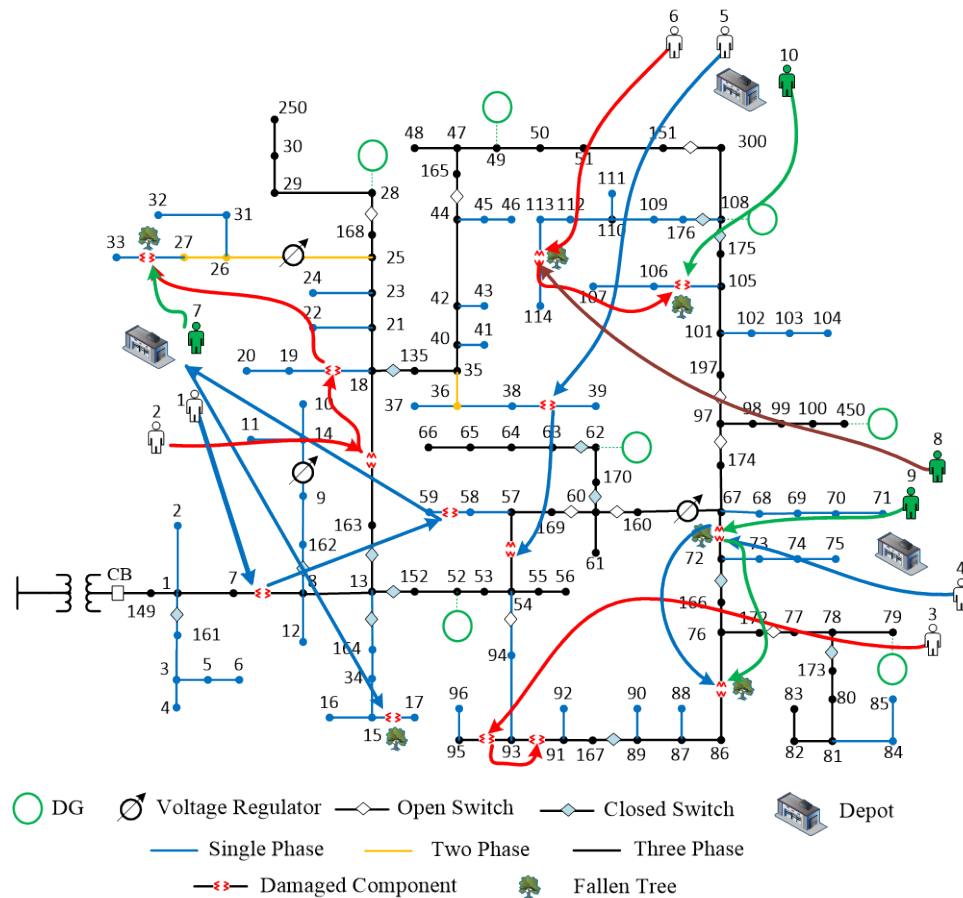 6 5
10
250
30
29
28
48 47 49 50 51 151 300
165
168
32 31
33 27 26 25
24 23
22 21
7
20 19 18 135 35
44 45 46
42 43
40 41
113 112 111 110 109 176 108
175
107 106 105
114
101 102 103 104
197
37 36 38 39
97 98 99 100 450
174
2 1
10
11 14
9
162
66 65 64 63 62
170
59 58 57 169 60 160 67 68 69 70 71
61
8
9
72 73 74 75
4
3
163
2
CB
149 1 7 8 13 152 52 53 54 55 56
161
3 5 6
4
12
164
34
16 15 17
94
166
76 172 77 78 79
173
80
83 82 81 84 85
96 95 93 91 92 167 89 90 87 88 86
DG
Voltage Regulator
Open Switch
Closed Switch
Depot
Single Phase
Two Phase
Three Phase
Damaged Component
Fallen Tree